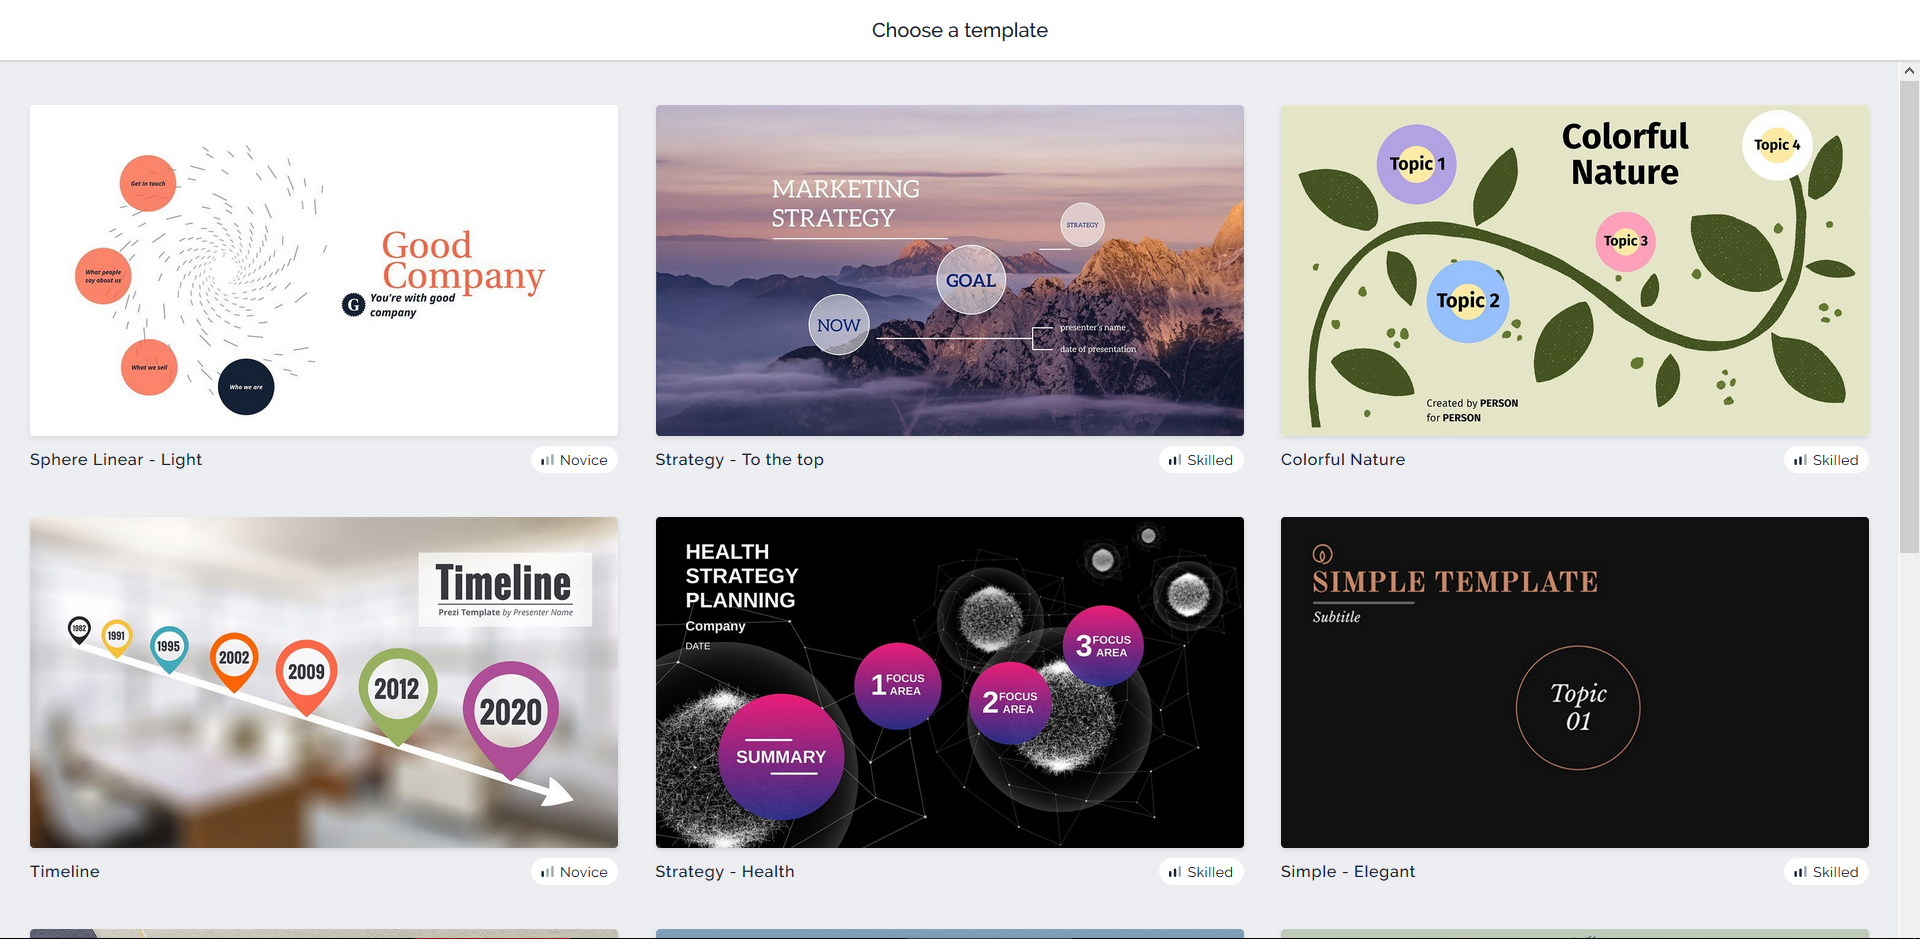 Choose a template
Get in touch
What people
say about us
What we sell
Who we are
Good
Company
G
You're with good
company
MARKETING
STRATEGY
STRATEGY
GOAL
NOW
presenter's name
date of presentation
Colorful
Nature
Topic 1
Topic 4
Topic 3
Topic 2
Created by PERSON
for PERSON
Sphere Linear - Light
Novice
Strategy - To the top
Skilled
Colorful Nature
Skilled
Timeline
Prezi Template by Presenter Name
1982
1991
1995
2002
2009
2012
2020
HEALTH
STRATEGY
PLANNING
Company
DATE
3 FOCUS
AREA
1 FOCUS
AREA
2 FOCUS
AREA
SUMMARY
SIMPLE TEMPLATE
Subtitle
Topic
01
Timeline
Novice
Strategy - Health
Skilled
Simple - Elegant
Skilled